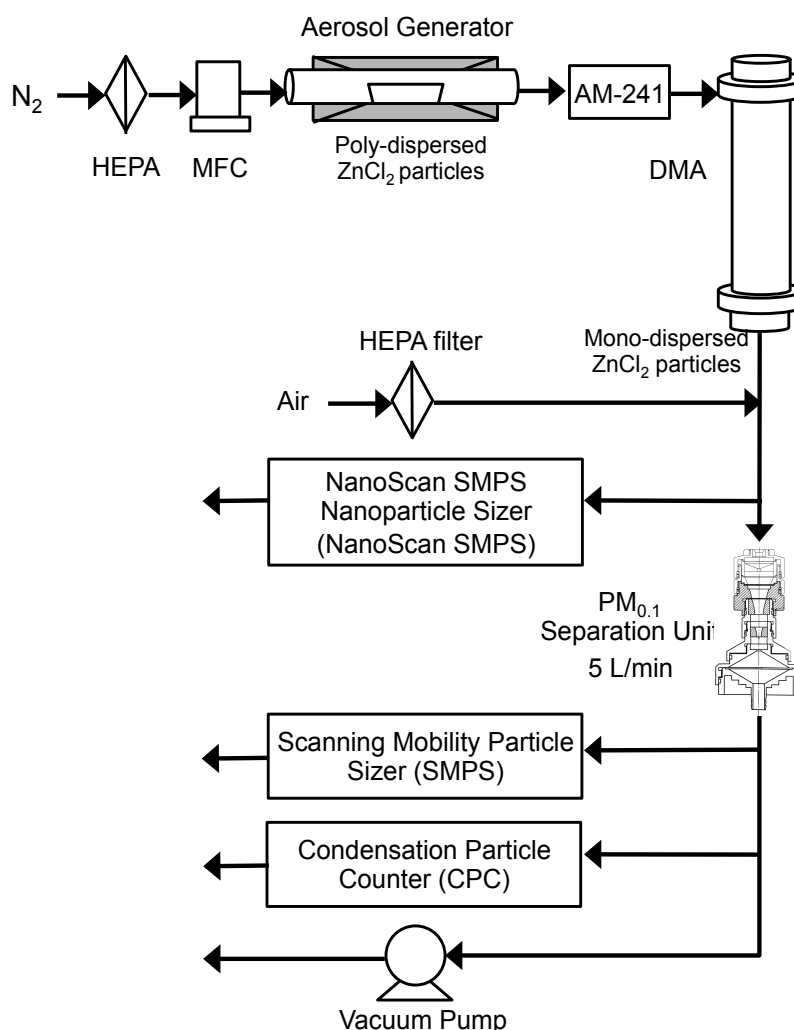 Aerosol Generator
N2
HEPA
MFC
Poly-dispersed
ZnCl2 particles
AM-241
DMA
Mono-dispersed
ZnCl2 particles
HEPA filter
Air
NanoScan SMPS
Nanoparticle Sizer
(NanoScan SMPS)
PM0.1
Separation Unit
5 L/min
Scanning Mobility Particle
Sizer (SMPS)
Condensation Particle
Counter (CPC)
Vacuum Pump